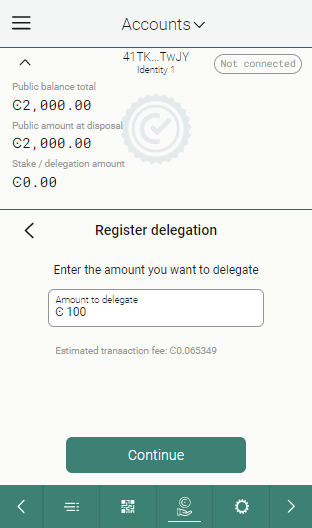 Accounts
41TK...TwJY
Identity 1
Not connected
Public balance total
Ͼ2,000.00
Public amount at disposal
Ͼ2,000.00
Stake / delegation amount
Ͼ0.00
Register delegation
Enter the amount you want to delegate
Amount to delegate
Ͼ 100
Estimated transaction fee: Ͼ0.065349
Continue